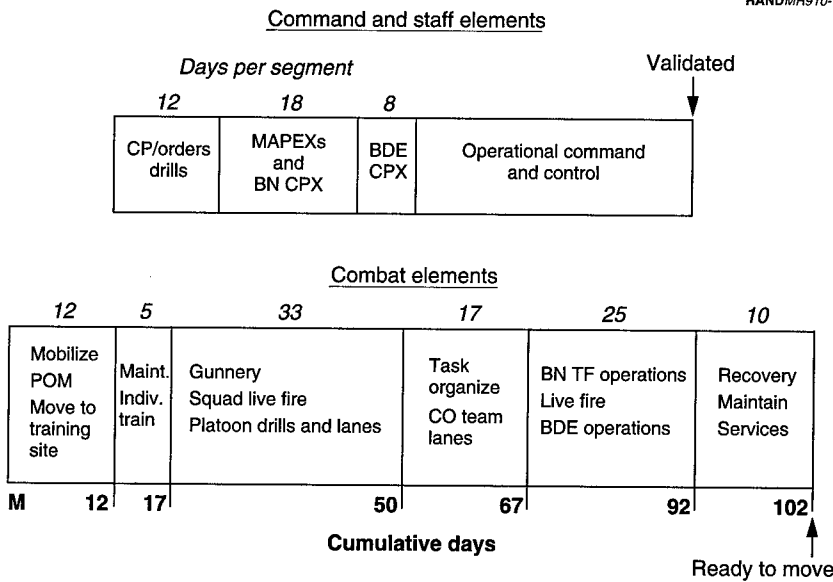 RANDMR910-
Command and staff elements
Days per segment
Validated
12 18 8
CP/orders
drills
MAPEXs
and
BN CPX
BDE
CPX
Operational command
and control
Combat elements
12 5 33 17 25 10
Mobilize
POM
Move to
training
site
Maint.
Indiv.
train
Gunnery
Squad live fire
Platoon drills and lanes
Task
organize
CO team
lanes
BN TF operations
Live fire
BDE operations
Recovery
Maintain
Services
M 12 17 50 67 92 102
Cumulative days
Ready to move